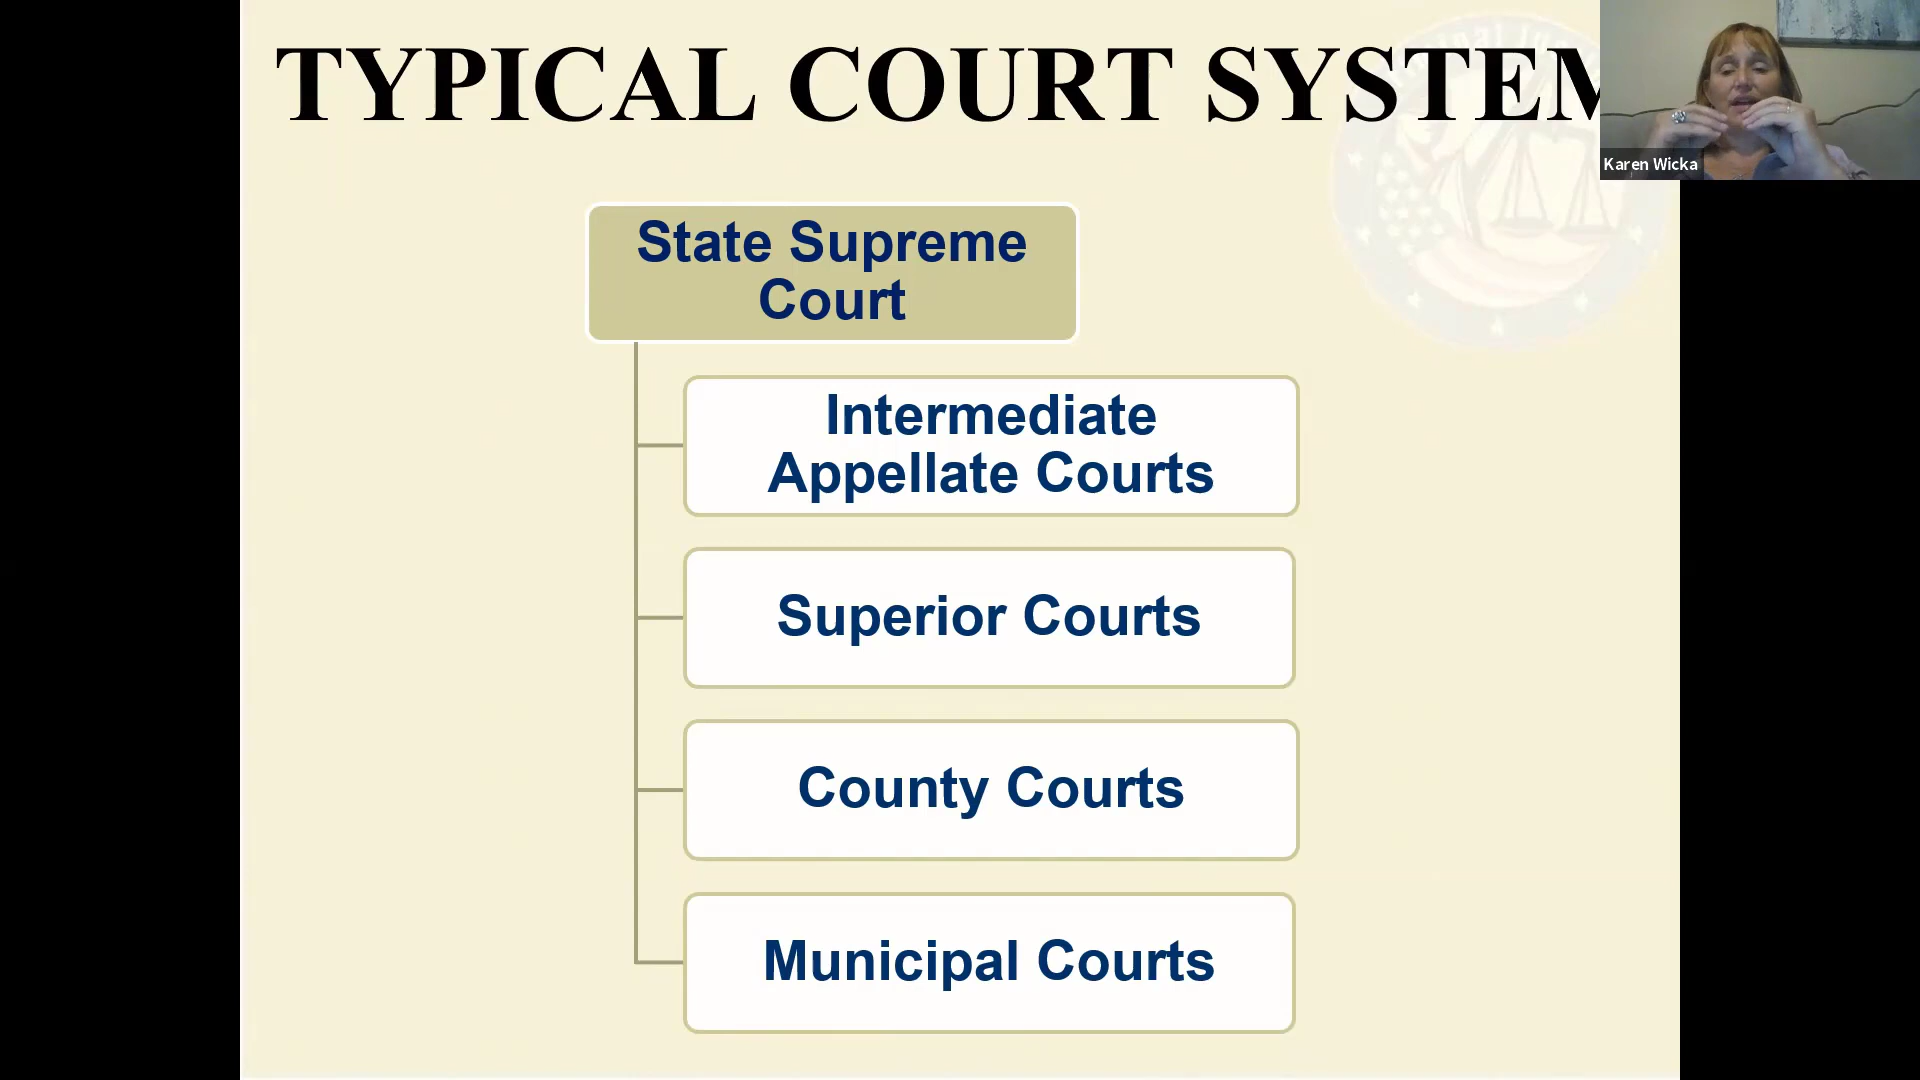 TYPICAL COURT SYSTEM
Karen Wicka
State Supreme
Court
Intermediate
Appellate Courts
Superior Courts
County Courts
Municipal Courts